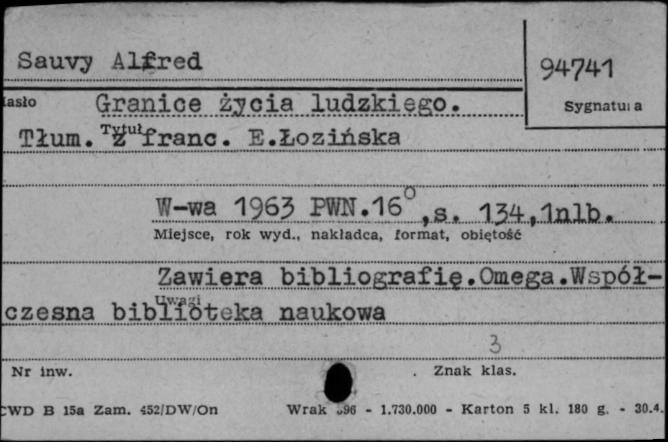 Sauvy Alfred
94741
Hasło Granice życia ludzkiego.
Sygnatura
Tytuł
Tłum. z franc. E.Łozińska
W-wa 1963 PWN.16°,s. 134,1nlb.
Miejsce, rok wyd., nakładca, format, objętość
Zawiera bibliografię.Omega.Współ-
Uwagi
czesna biblioteka naukowa
3
Nr inw.
Znak klas.
CWD B 15a Zam. 452/DW/On Wrak - 1.730.000 - Karton 5 kl. 180 g. - 30.4.